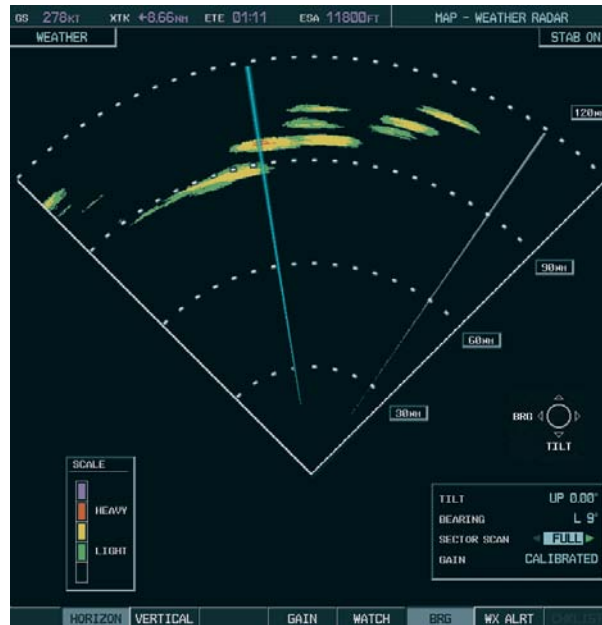 GS 278KT XTK ←8.66NM ETE 01:11 ESA 11800FT MAP - WEATHER RADAR
WEATHER STAB ON
120NM
90NM
60NM
30NM
BRG
TILT
SCALE
HEAVY
LIGHT
TILT UP 0.00°
BEARING L 9°
SECTOR SCAN FULL
GAIN CALIBRATED
HORIZON VERTICAL GAIN WATCH BRG WX ALRT